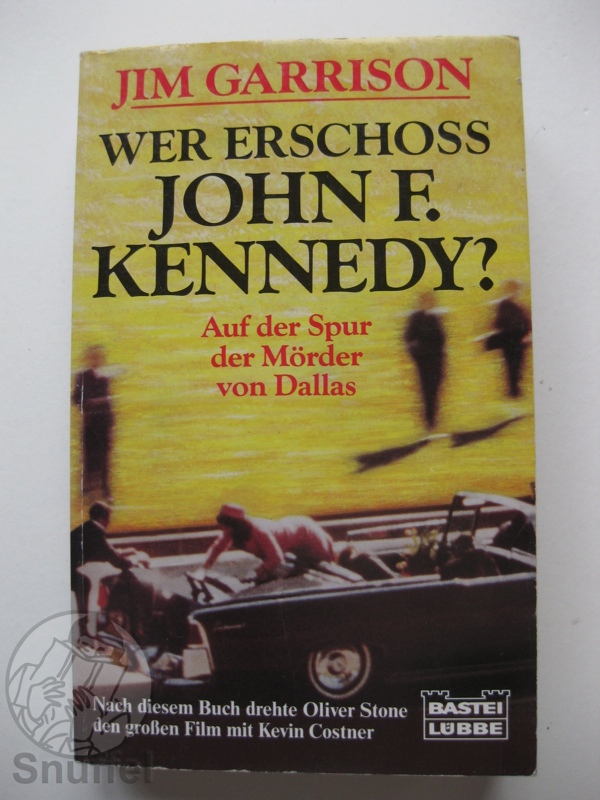 JIM GARRISON
WER ERSCHOSS
JOHN F.
KENNEDY?
Auf der Spur
der Mörder
von Dallas
Nach diesem Buch drehte Oliver Stone
den großen Film mit Kevin Costner
BASTEI
LÜBBE
Snuffel